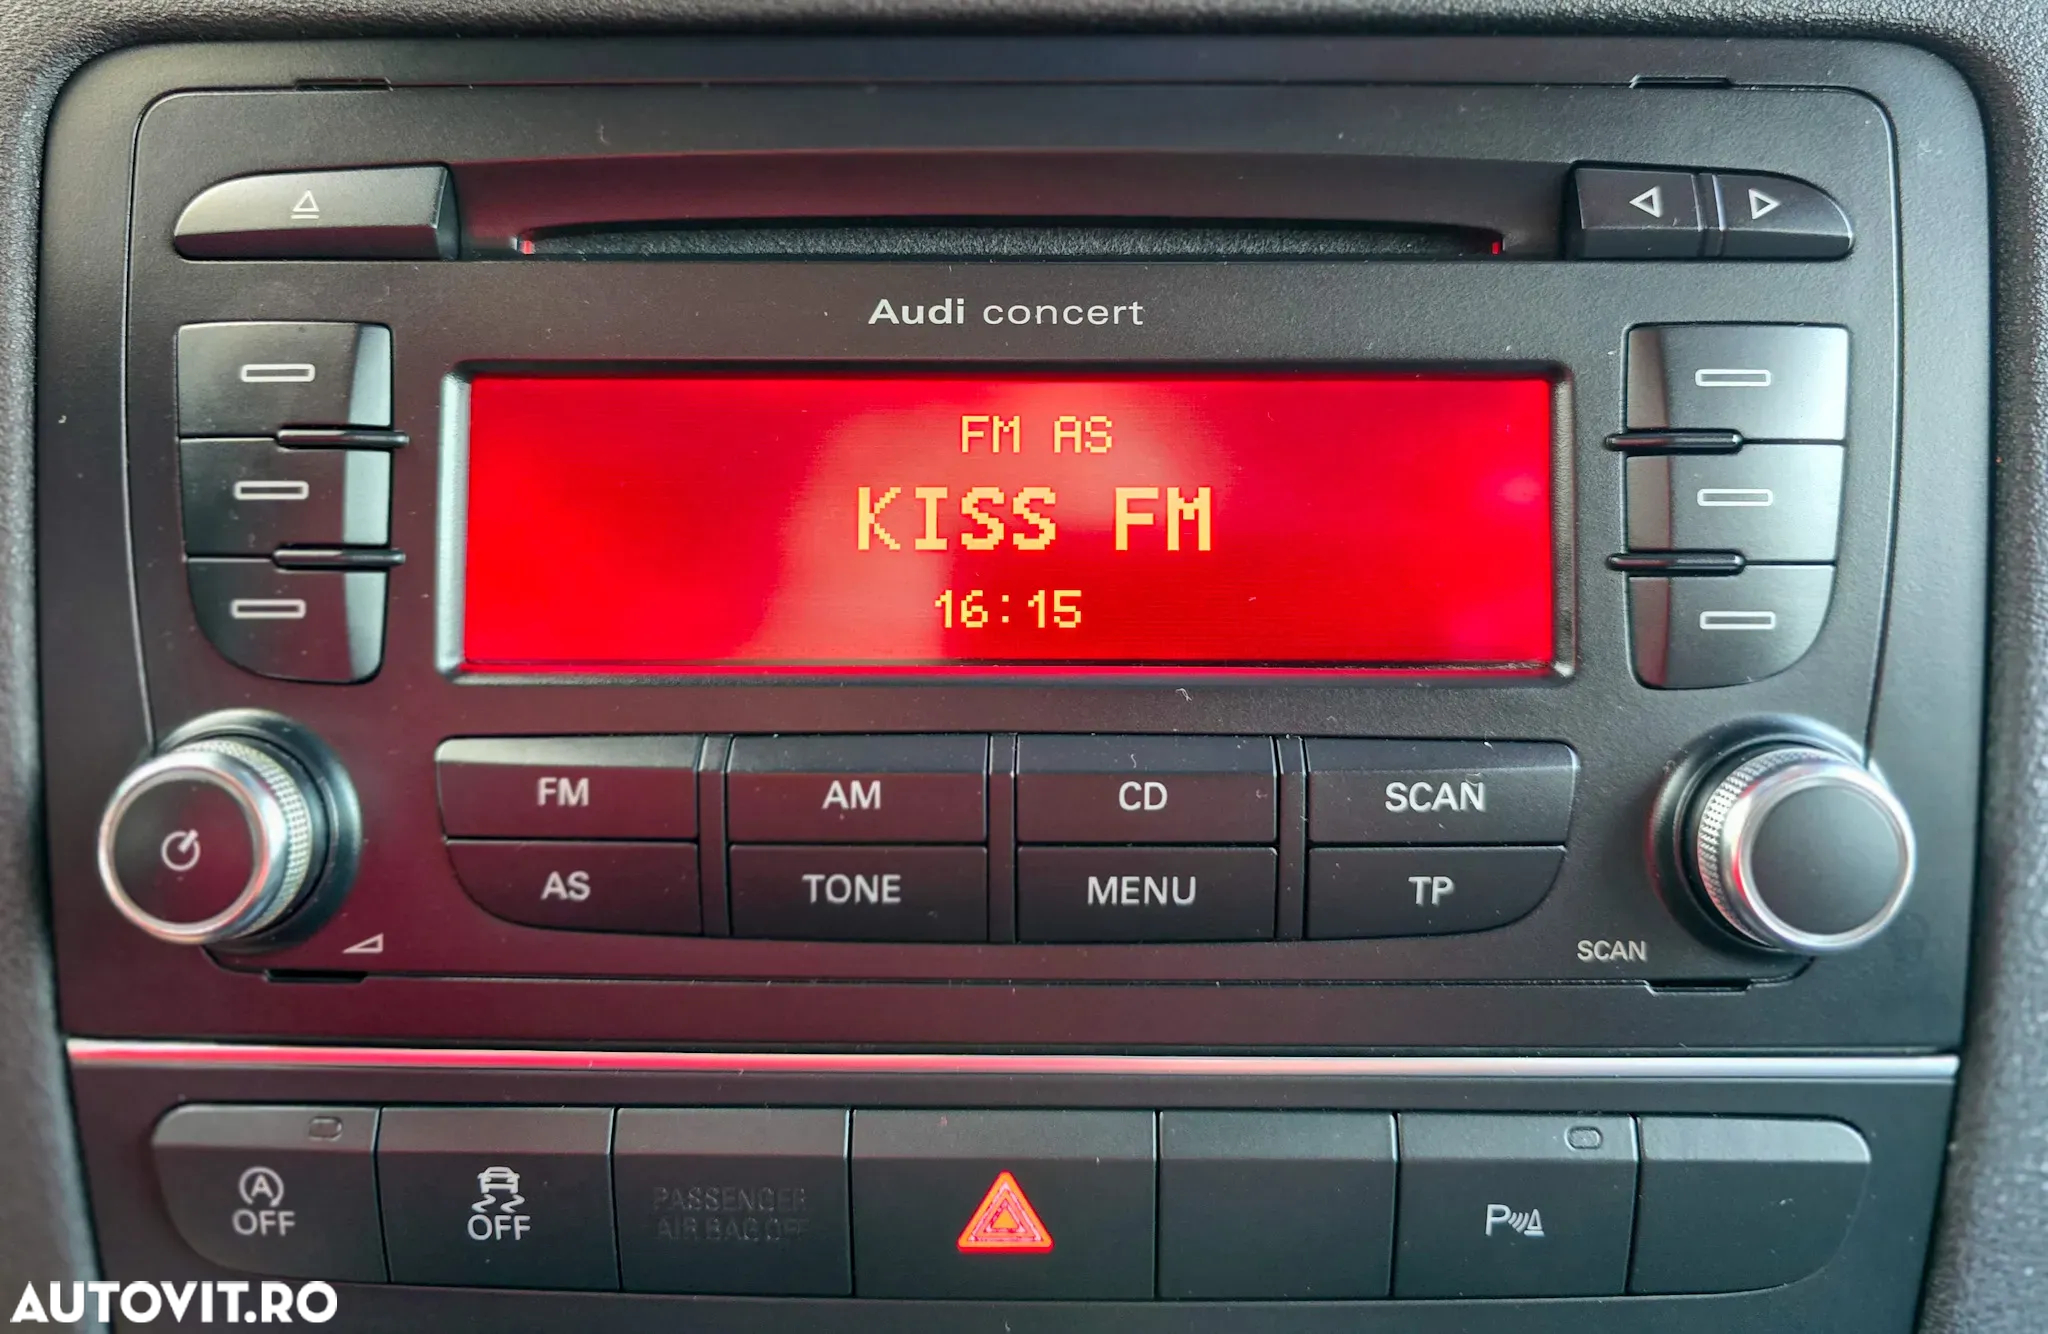 Audi concert
FM AS
KISS FM
16:15
FM AM CD SCAN
AS TONE MENU TP
SCAN
A
OFF
OFF
PASSENGER
AIR BAG OFF
P
AUTOVIT.RO